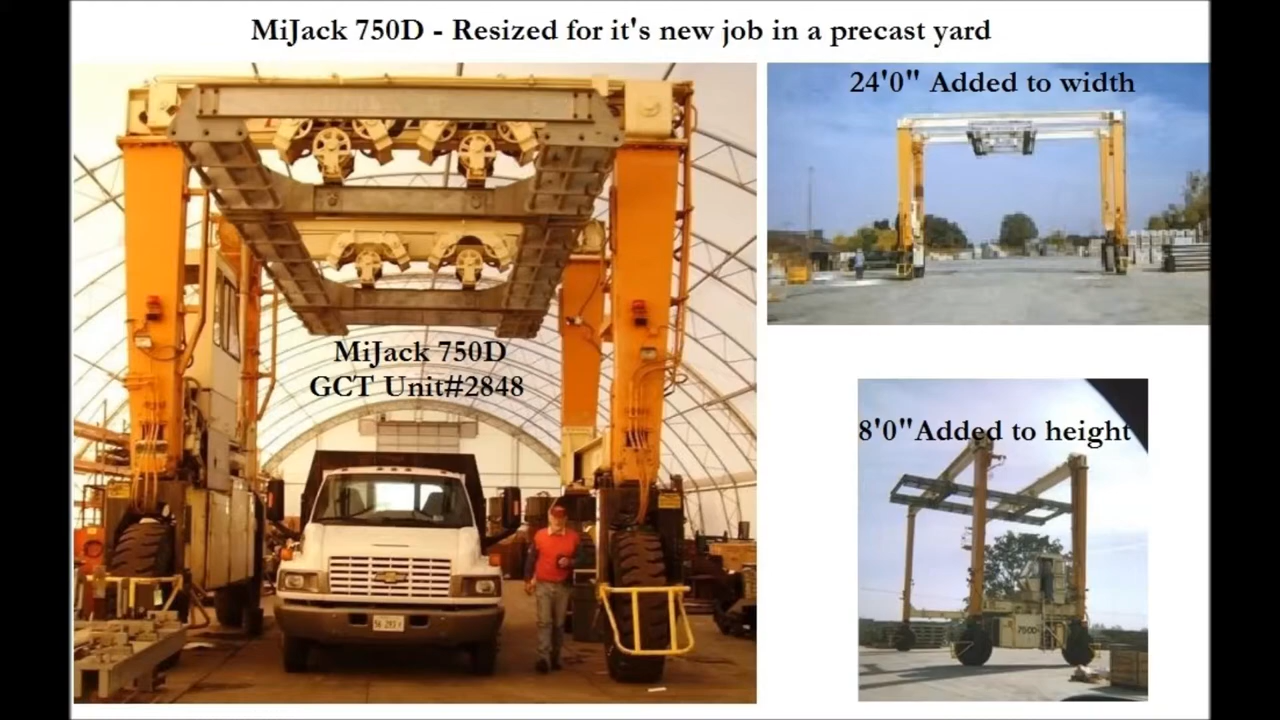 MiJack 750D - Resized for it's new job in a precast yard
24'0" Added to width
MiJack 750D
GCT Unit#2848
8'0"Added to height
750D